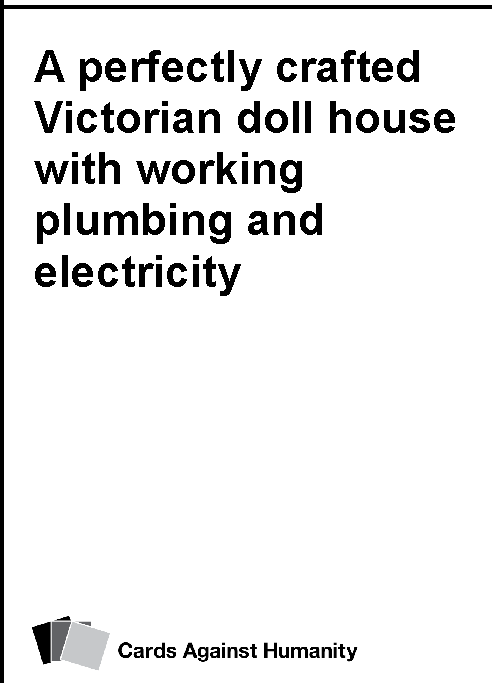 A perfectly crafted
Victorian doll house
with working
plumbing and
electricity
Cards Against Humanity